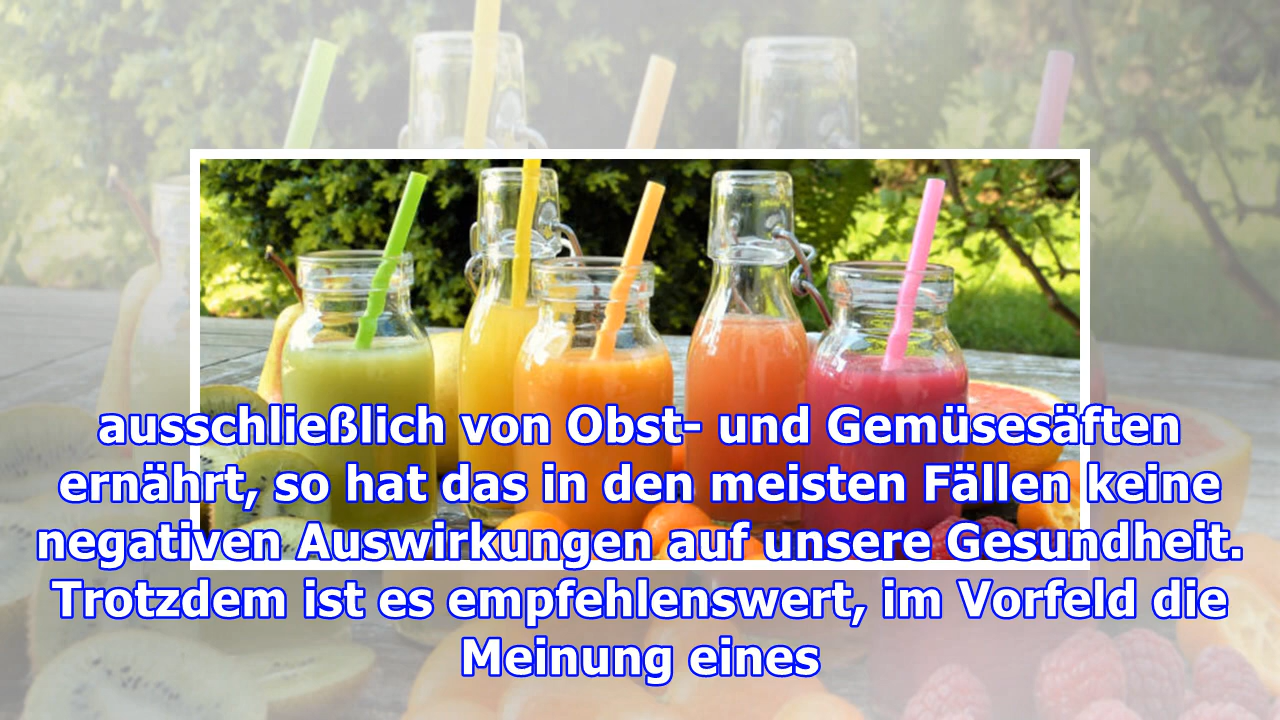 ausschließlich von Obst- und Gemüsesäften
ernährt, so hat das in den meisten Fällen keine
negativen Auswirkungen auf unsere Gesundheit.
Trotzdem ist es empfehlenswert, im Vorfeld die
Meinung eines